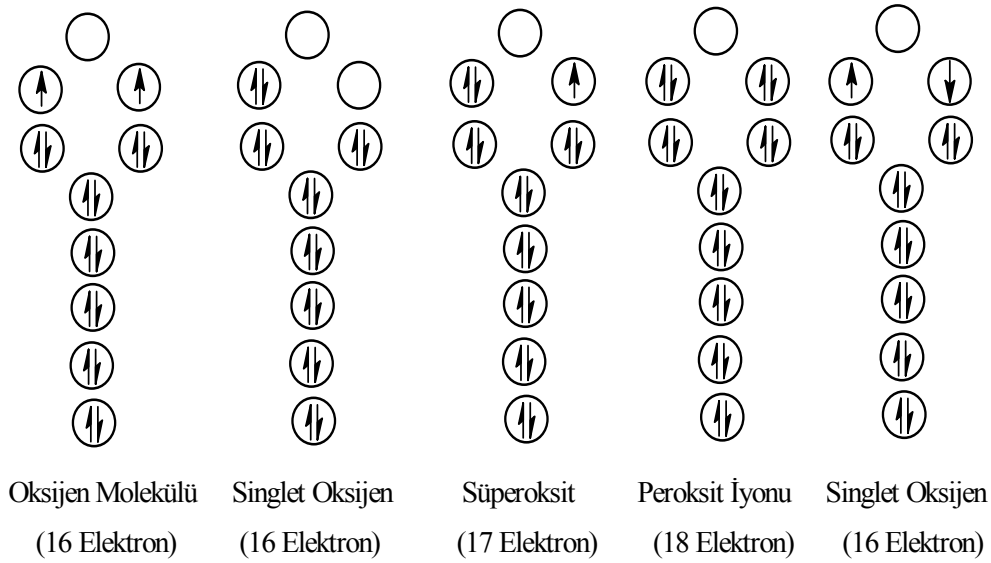 Oksijen Molekülü
(16 Elektron)
Singlet Oksijen
(16 Elektron)
Süperoksit
(17 Elektron)
Peroksit İyonu
(18 Elektron)
Singlet Oksijen
(16 Elektron)